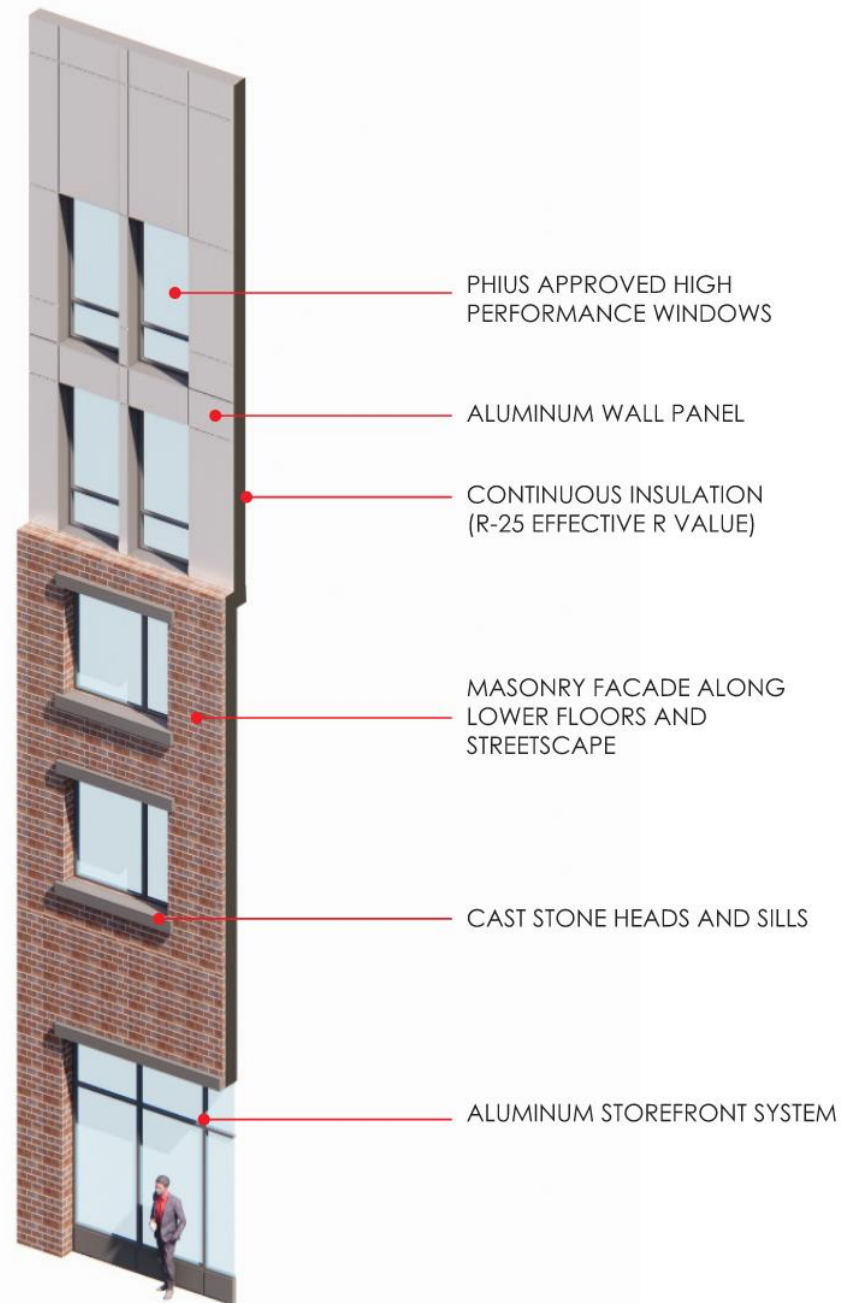 PHIUS APPROVED HIGH
PERFORMANCE WINDOWS
ALUMINUM WALL PANEL
CONTINUOUS INSULATION
(R-25 EFFECTIVE R VALUE)
MASONRY FACADE ALONG
LOWER FLOORS AND
STREETSCAPE
CAST STONE HEADS AND SILLS
ALUMINUM STOREFRONT SYSTEM